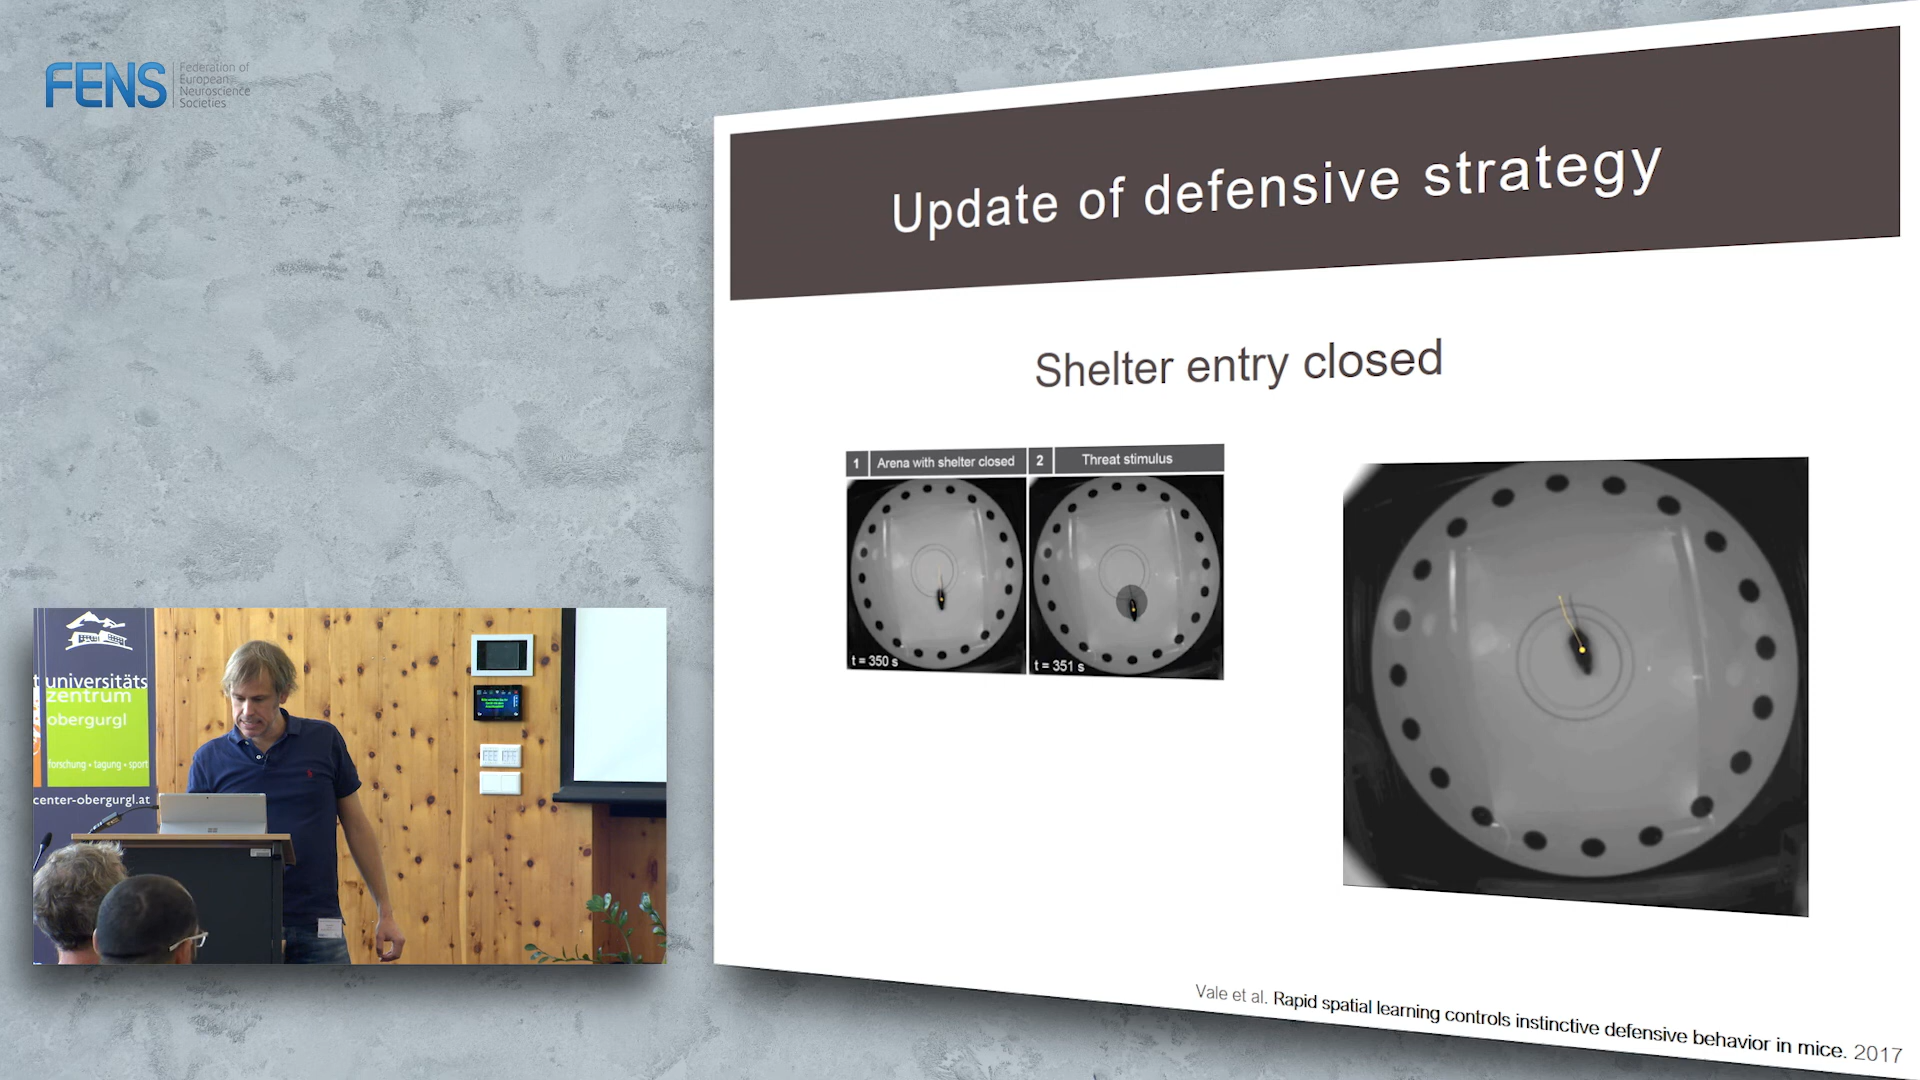 FENS
Federation of
European
Neuroscience
Societies
Update of defensive strategy
Shelter entry closed
1 Arena with shelter closed 2 Threat stimulus
t = 350 s
t = 351 s
Vale et al. Rapid spatial learning controls instinctive defensive behavior in mice. 2017
universitäts
zentrum
obergurgl
forschung • tagung • sport
center-obergurgl.at